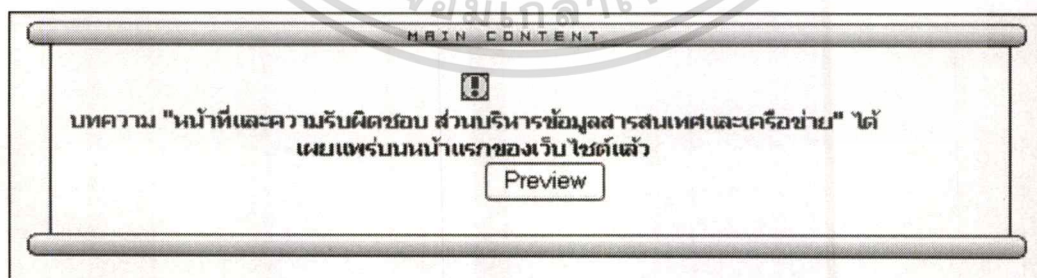 MAIN CONTENT
บทความ "หน้าที่และความรับผิดชอบ ส่วนบริหารข้อมูลสารสนเทศและเครือข่าย" ได้
เผยแพร่บนหน้าแรกของเว็บไซต์แล้ว
Preview